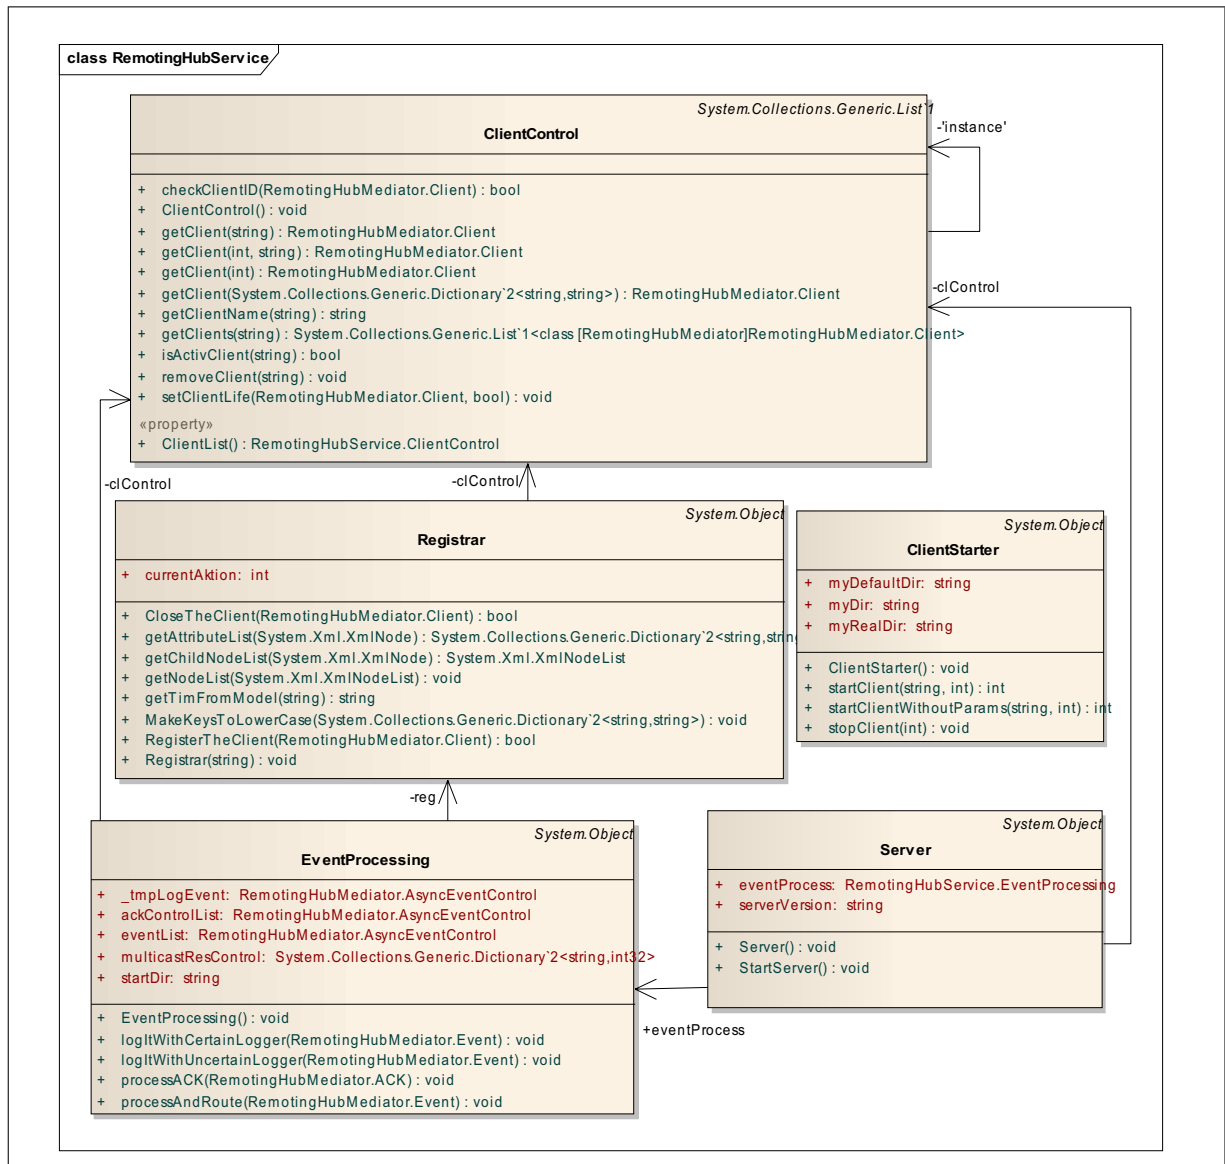 class RemotingHubService
System.Collections.Generic.List`1
ClientControl
-'instance'
+ checkClientID(RemotingHubMediator.Client) : bool
+ ClientControl() : void
+ getClient(string) : RemotingHubMediator.Client
+ getClient(int, string) : RemotingHubMediator.Client
+ getClient(int) : RemotingHubMediator.Client
+ getClient(System.Collections.Generic.Dictionary`2<string,string>) : RemotingHubMediator.Client
+ getClientName(string) : string
+ getClients(string) : System.Collections.Generic.List`1<class [RemotingHubMediator]RemotingHubMediator.Client>
+ isActivClient(string) : bool
+ removeClient(string) : void
+ setClientLife(RemotingHubMediator.Client, bool) : void
«property»
+ ClientList() : RemotingHubService.ClientControl
-clControl
-clControl
-clControl
System.Object
Registrar
+ currentAktion: int
+ CloseTheClient(RemotingHubMediator.Client) : bool
+ getAttributeList(System.Xml.XmlNode) : System.Collections.Generic.Dictionary`2<string,string
+ getChildNodeList(System.Xml.XmlNode) : System.Xml.XmlNodeList
+ getNodeList(System.Xml.XmlNodeList) : void
+ getTimFromModel(string) : string
+ MakeKeysToLowerCase(System.Collections.Generic.Dictionary`2<string,string>) : void
+ RegisterTheClient(RemotingHubMediator.Client) : bool
+ Registrar(string) : void
System.Object
ClientStarter
+ myDefaultDir: string
+ myDir: string
+ myRealDir: string
+ ClientStarter() : void
+ startClient(string, int) : int
+ startClientWithoutParams(string, int) : int
+ stopClient(int) : void
-reg
System.Object
EventProcessing
+ _tmpLogEvent: RemotingHubMediator.AsyncEventControl
+ ackControlList: RemotingHubMediator.AsyncEventControl
+ eventList: RemotingHubMediator.AsyncEventControl
+ multicastResControl: System.Collections.Generic.Dictionary`2<string,int32>
+ startDir: string
+ EventProcessing() : void
+ logItWithCertainLogger(RemotingHubMediator.Event) : void
+ logItWithUncertainLogger(RemotingHubMediator.Event) : void
+ processACK(RemotingHubMediator.ACK) : void
+ processAndRoute(RemotingHubMediator.Event) : void
System.Object
Server
+ eventProcess: RemotingHubService.EventProcessing
+ serverVersion: string
+ Server() : void
+ StartServer() : void
+eventProcess